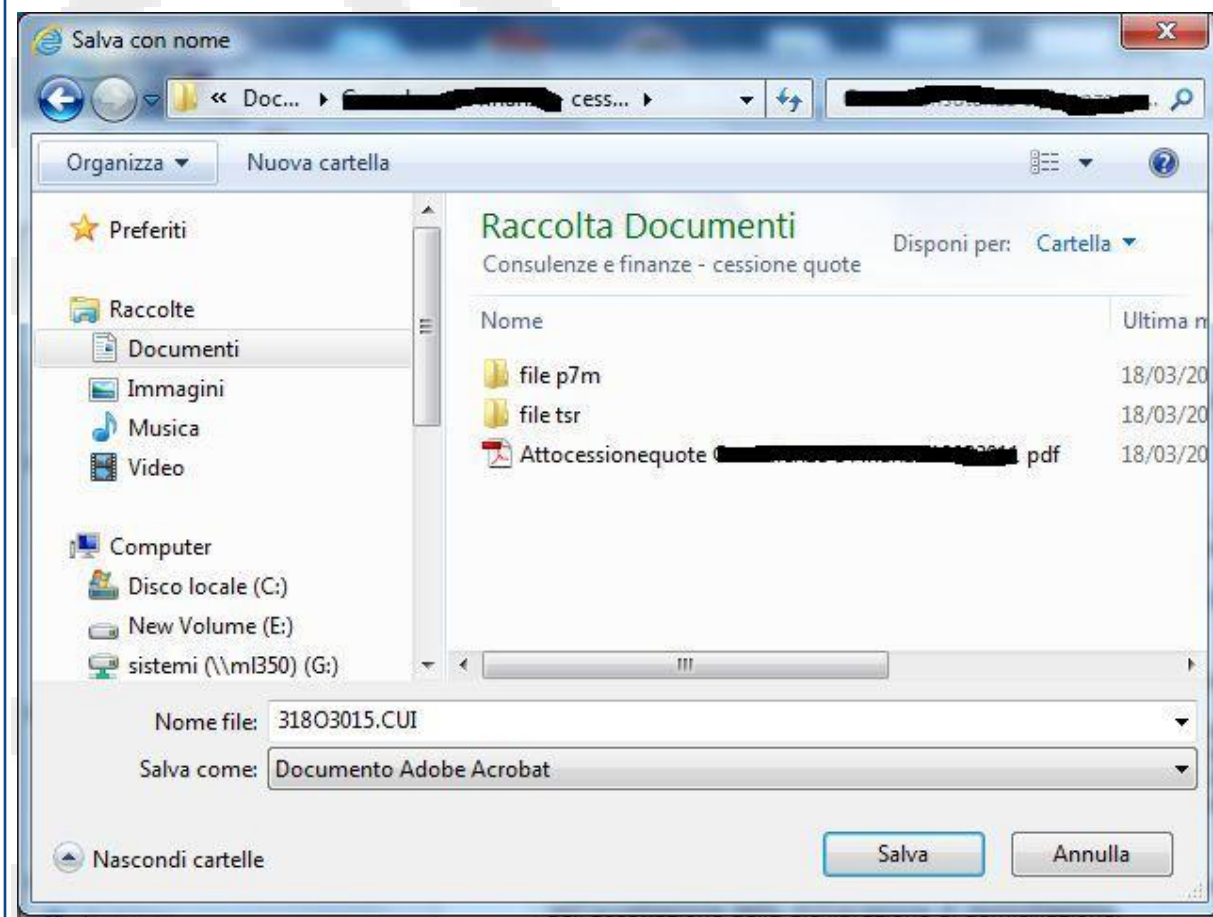 Salva con nome
« Doc... cess...
Organizza Nuova cartella
Preferiti
Raccolte
Documenti
Immagini
Musica
Video
Computer
Disco locale (C:)
New Volume (E:)
sistemi (\\ml350) (G:)
Raccolta Documenti
Consulenze e finanze - cessione quote
Disponi per: Cartella
Nome Ultima m
file p7m 18/03/20
file tsr 18/03/20
Attocessionequote pdf 18/03/20
Nome file: 318O3015.CUI
Salva come: Documento Adobe Acrobat
Nascondi cartelle
Salva Annulla